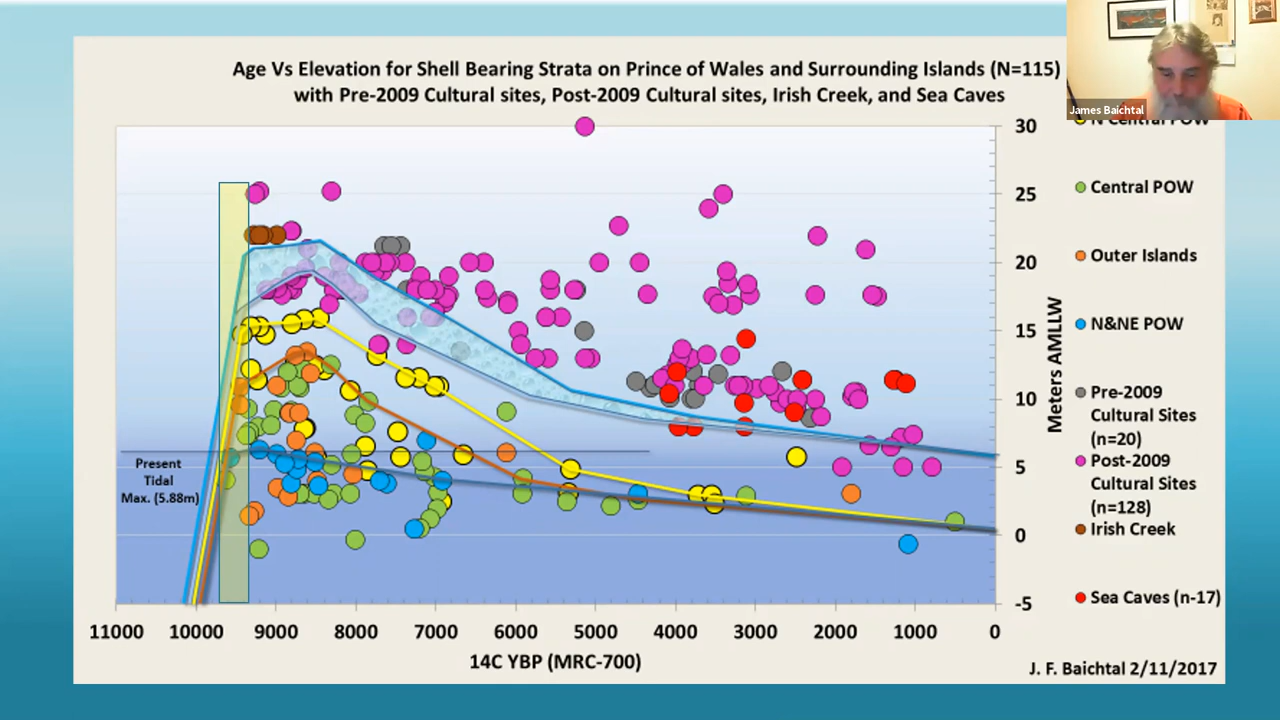 Age Vs Elevation for Shell Bearing Strata on Prince of Wales and Surrounding Islands (N=115)
with Pre-2009 Cultural sites, Post-2009 Cultural sites, Irish Creek, and Sea Caves
James Baichtal
N Central POW
Central POW
Outer Islands
N&NE POW
Pre-2009
Cultural Sites
(n=20)
Post-2009
Cultural Sites
(n=128)
Irish Creek
Sea Caves (n-17)
30
25
20
15
10
5
0
-5
Meters AMLLW
Present
Tidal
Max. (5.88m)
11000 10000 9000 8000 7000 6000 5000 4000 3000 2000 1000 0
14C YBP (MRC-700)
J. F. Baichtal 2/11/2017